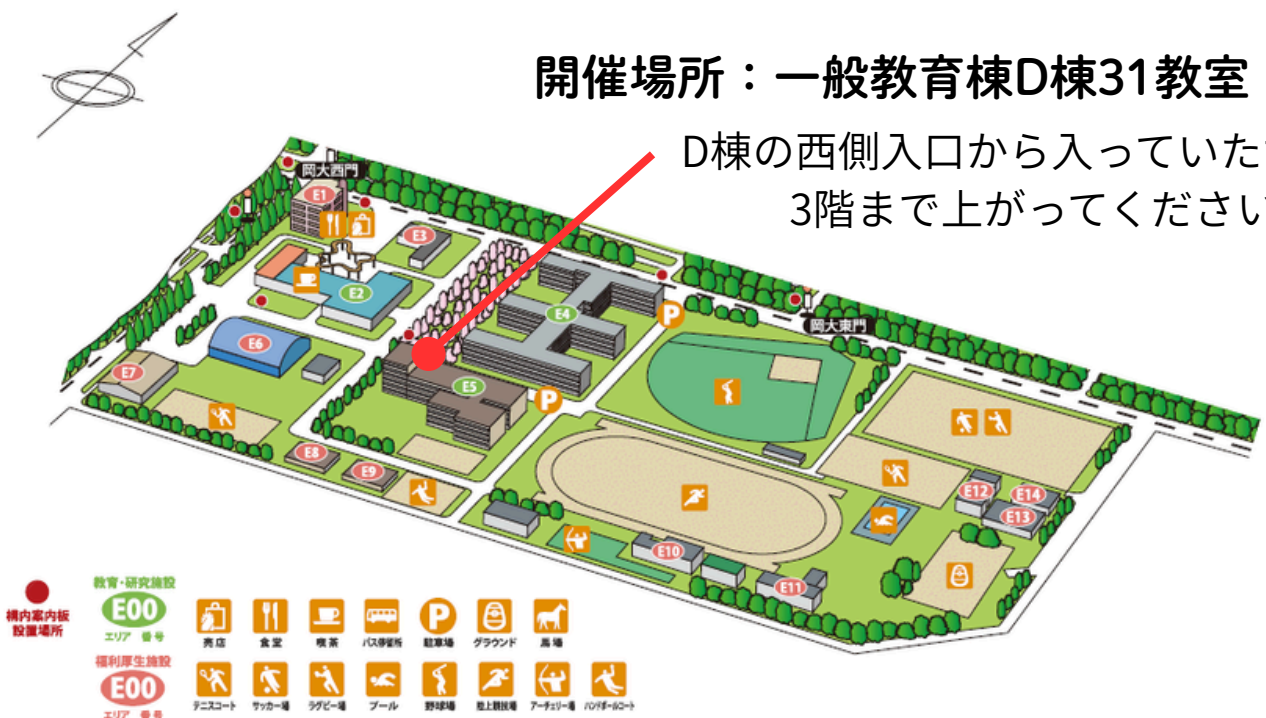 開催場所：一般教育棟D棟31教室
D棟の西側入口から入っていた
3階まで上がってください
岡大西門
E1
E3
E2
E4
P
岡大東門
E6
E5
E7
P
E8
E9
E12
E14
E13
E10
E11
構内案内板
設置場所
教育・研究施設
E00
エリア 番号
福利厚生施設
E00
エリア 番号
売店 食堂 喫茶 バス停留所 P 駐車場 グラウンド 馬場
テニスコート サッカー場 ラグビー場 プール 野球場 陸上競技場 アーチェリー場 ハンドボールコート